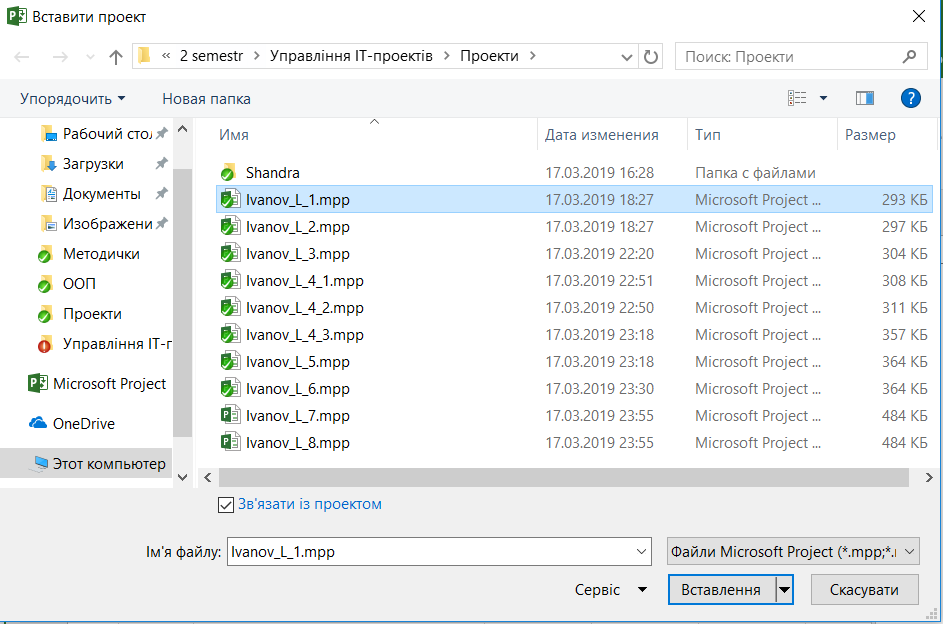 Вставити проект
« 2 semestr > Управління ІТ-проектів > Проекти >
Поиск: Проекти
Упорядочить
Новая папка
Рабочий стол
Загрузки
Документы
Изображени
Методички
ООП
Проекти
Управління ІТ-п
Microsoft Project
OneDrive
Этот компьютер
Имя Дата изменения Тип Размер
Shandra 17.03.2019 16:28 Папка с файлами
Ivanov_L_1.mpp 17.03.2019 18:27 Microsoft Project ... 293 КБ
Ivanov_L_2.mpp 17.03.2019 18:27 Microsoft Project ... 297 КБ
Ivanov_L_3.mpp 17.03.2019 22:20 Microsoft Project ... 304 КБ
Ivanov_L_4_1.mpp 17.03.2019 22:51 Microsoft Project ... 308 КБ
Ivanov_L_4_2.mpp 17.03.2019 22:50 Microsoft Project ... 311 КБ
Ivanov_L_4_3.mpp 17.03.2019 23:18 Microsoft Project ... 357 КБ
Ivanov_L_5.mpp 17.03.2019 23:18 Microsoft Project ... 364 КБ
Ivanov_L_6.mpp 17.03.2019 23:30 Microsoft Project ... 364 КБ
Ivanov_L_7.mpp 17.03.2019 23:55 Microsoft Project ... 484 КБ
Ivanov_L_8.mpp 17.03.2019 23:55 Microsoft Project ... 484 КБ
Зв'язати із проектом
Ім'я файлу: Ivanov_L_1.mpp
Файли Microsoft Project (*.mpp;*.
Сервіс
Вставлення
Скасувати